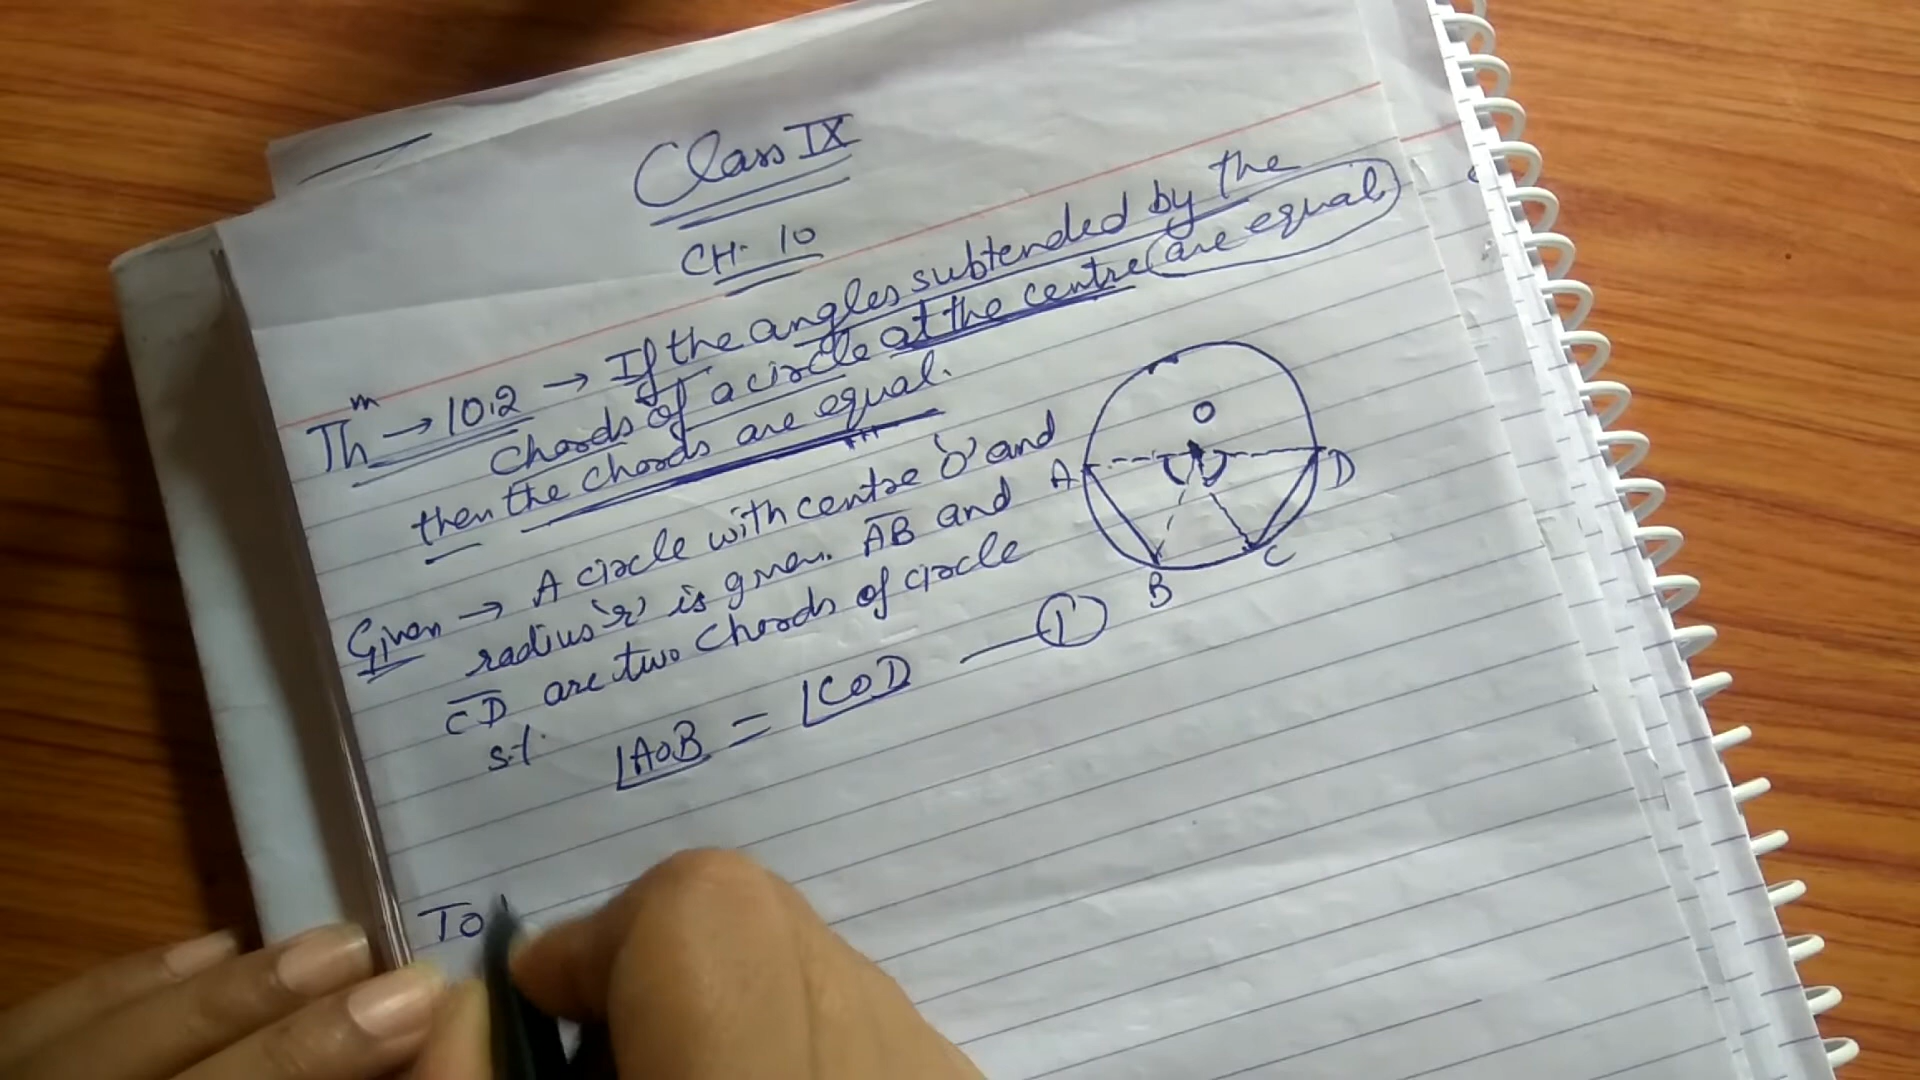 Class IX
CH. 10
Thm → 10.2 → If the angles subtended by the
Chords of a circle at the centre are equal
then the chords are equal.
Given → A circle with centre 'O' and
radius 'r' is given. AB and
CD are two Chords of circle
s.t.
∠AOB = ∠COD — ①
O
A
D
B
C
To